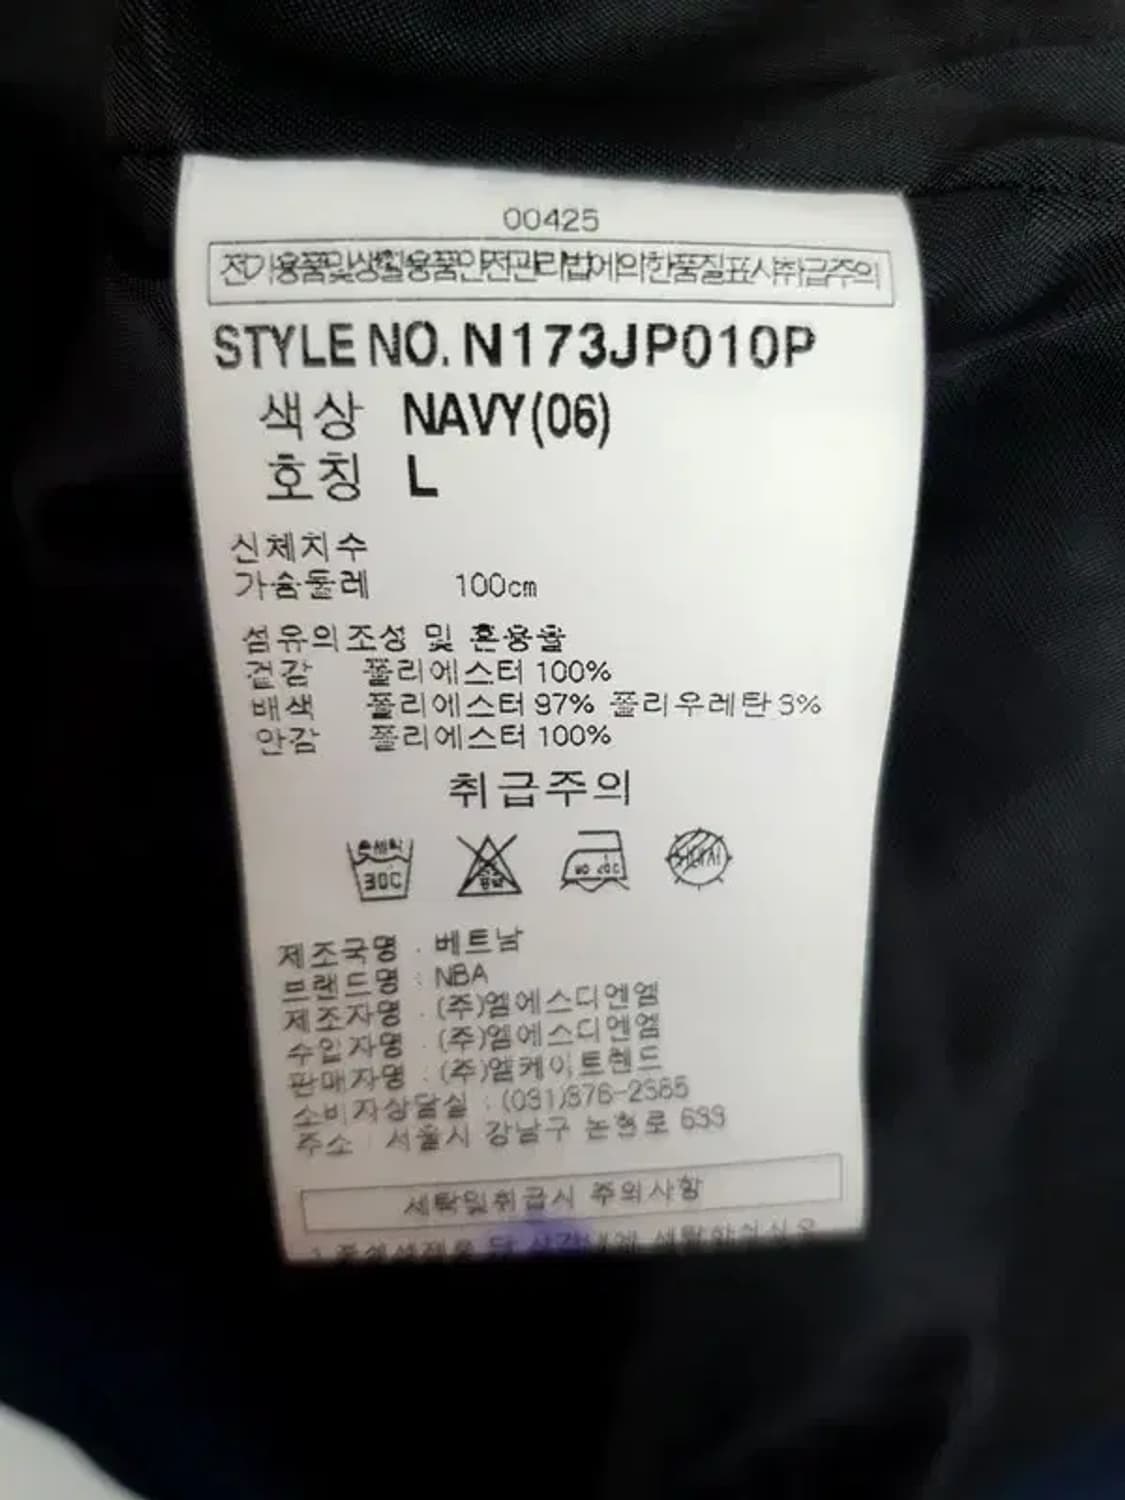 00425
전기용품및생활용품안전관리법에의한품질표시취급주의
STYLE NO. N173JP010P
색상 NAVY(06)
호칭 L
신체치수
가슴둘레 100cm
섬유의조성 및 혼용율
겉감 폴리에스터 100%
배색 폴리에스터 97% 폴리우레탄 3%
안감 폴리에스터 100%
취급주의
손세탁
30C
제조국명 : 베트남
브랜드명 : NBA
제조자명 : (주)엠에스디엔엠
수입자명 : (주)엠에스디엔엠
판매자명 : (주)엠케이트렌드
소비자상담실 : (031)876-2385
주소 : 서울시 강남구 논현로 633
세탁및취급시 주의사항